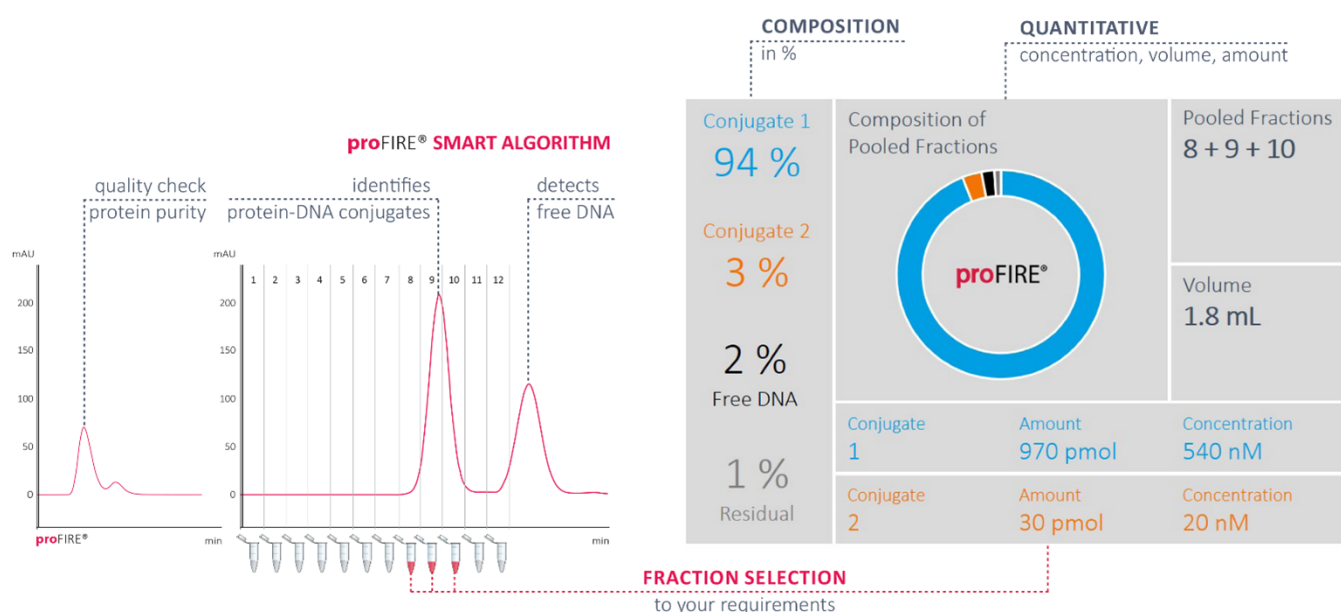 COMPOSITION
in %
QUANTITATIVE
concentration, volume, amount
proFIRE® SMART ALGORITHM
quality check
protein purity
identifies
protein-DNA conjugates
detects
free DNA
mAU
200
150
100
50
0
proFIRE®
min
mAU
1 2 3 4 5 6 7 8 9 10 11 12
200
150
100
50
0
min
Conjugate 1
94 %
Conjugate 2
3 %
2 %
Free DNA
1 %
Residual
Composition of
Pooled Fractions
proFIRE®
Pooled Fractions
8 + 9 + 10
Volume
1.8 mL
Conjugate Amount Concentration
1 970 pmol 540 nM
Conjugate Amount Concentration
2 30 pmol 20 nM
FRACTION SELECTION
to your requirements